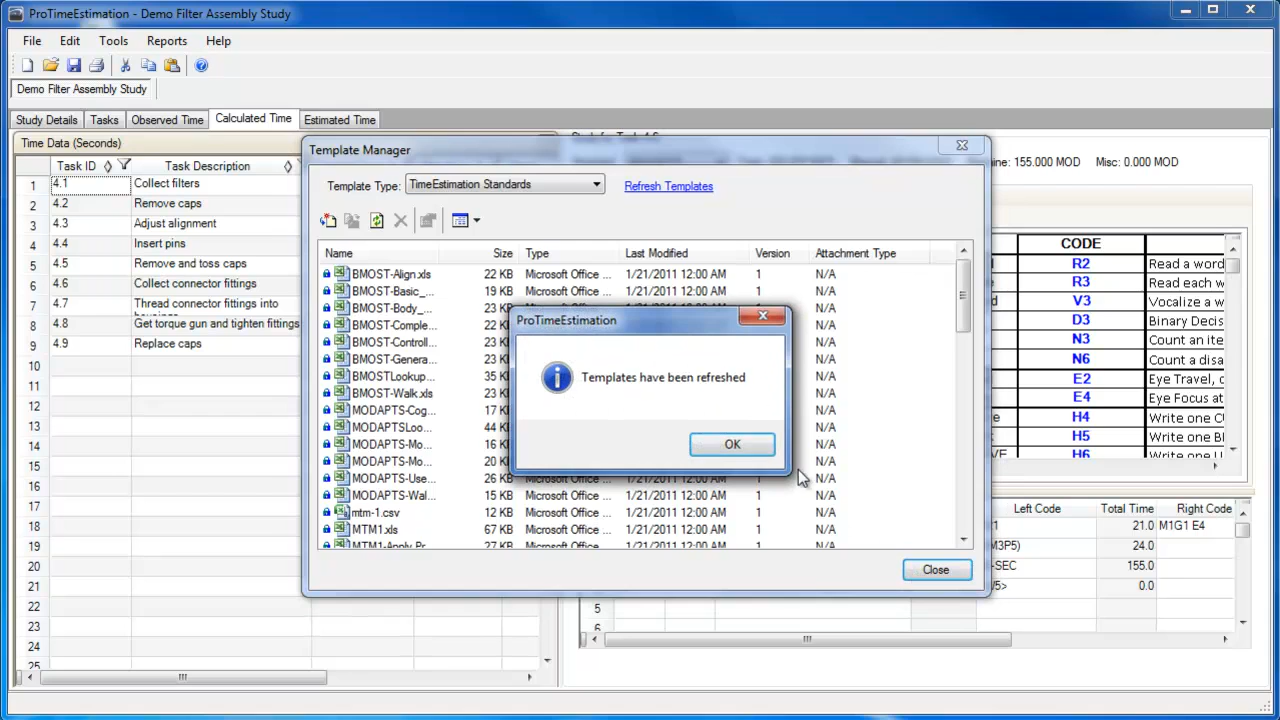 ProTimeEstimation - Demo Filter Assembly Study
File Edit Tools Reports Help
Demo Filter Assembly Study
Study Details Tasks Observed Time Calculated Time Estimated Time
Time Data (Seconds)
Task ID Task Description
1 4.1 Collect filters
2 4.2 Remove caps
3 4.3 Adjust alignment
4 4.4 Insert pins
5 4.5 Remove and toss caps
6 4.6 Collect connector fittings
7 4.7 Thread connector fittings into
8 4.8 Get torque gun and tighten fittings
9 4.9 Replace caps
10
11
12
13
14
15
16
17
18
19
20
21
22
23
24
25
Template Manager
Template Type: TimeEstimation Standards Refresh Templates
Name Size Type Last Modified Version Attachment Type
BMOST-Align.xls 22 KB Microsoft Office ... 1/21/2011 12:00 AM 1 N/A
BMOST-Basic_... 19 KB Microsoft Office ... 1/21/2011 12:00 AM 1 N/A
BMOST-Body_... 23 N/A
BMOST-Comple... 22 N/A
BMOST-Controll... 23 N/A
BMOST-Genera... 23 N/A
BMOSTLookup... 35 N/A
BMOST-Walk.xls 23 N/A
MODAPTS-Cog... 17 N/A
MODAPTSLoo... 44 N/A
MODAPTS-Mo... 16 N/A
MODAPTS-Mo... 20 N/A
MODAPTS-Use... 26 KB Microsoft Office ... 1/21/2011 12:00 AM 1 N/A
MODAPTS-Wal... 15 KB Microsoft Office ... 1/21/2011 12:00 AM 1 N/A
mtm-1.csv 12 KB Microsoft Office ... 1/21/2011 12:00 AM 1 N/A
MTM1.xls 67 KB Microsoft Office ... 1/21/2011 12:00 AM 1 N/A
Close
ProTimeEstimation
Templates have been refreshed
OK
ine: 155.000 MOD Misc: 0.000 MOD
CODE
R2 Read a word
R3 Read each w
V3 Vocalize a w
D3 Binary Decis
N3 Count an ite
N6 Count a disa
E2 Eye Travel, c
E4 Eye Focus at
H4 Write one CU
H5 Write one Bl
VE H6 Write one U
Left Code Total Time Right Code
1 21.0 M1G1 E4
(M3P5) 24.0
-SEC 155.0
/5> 0.0
5
6